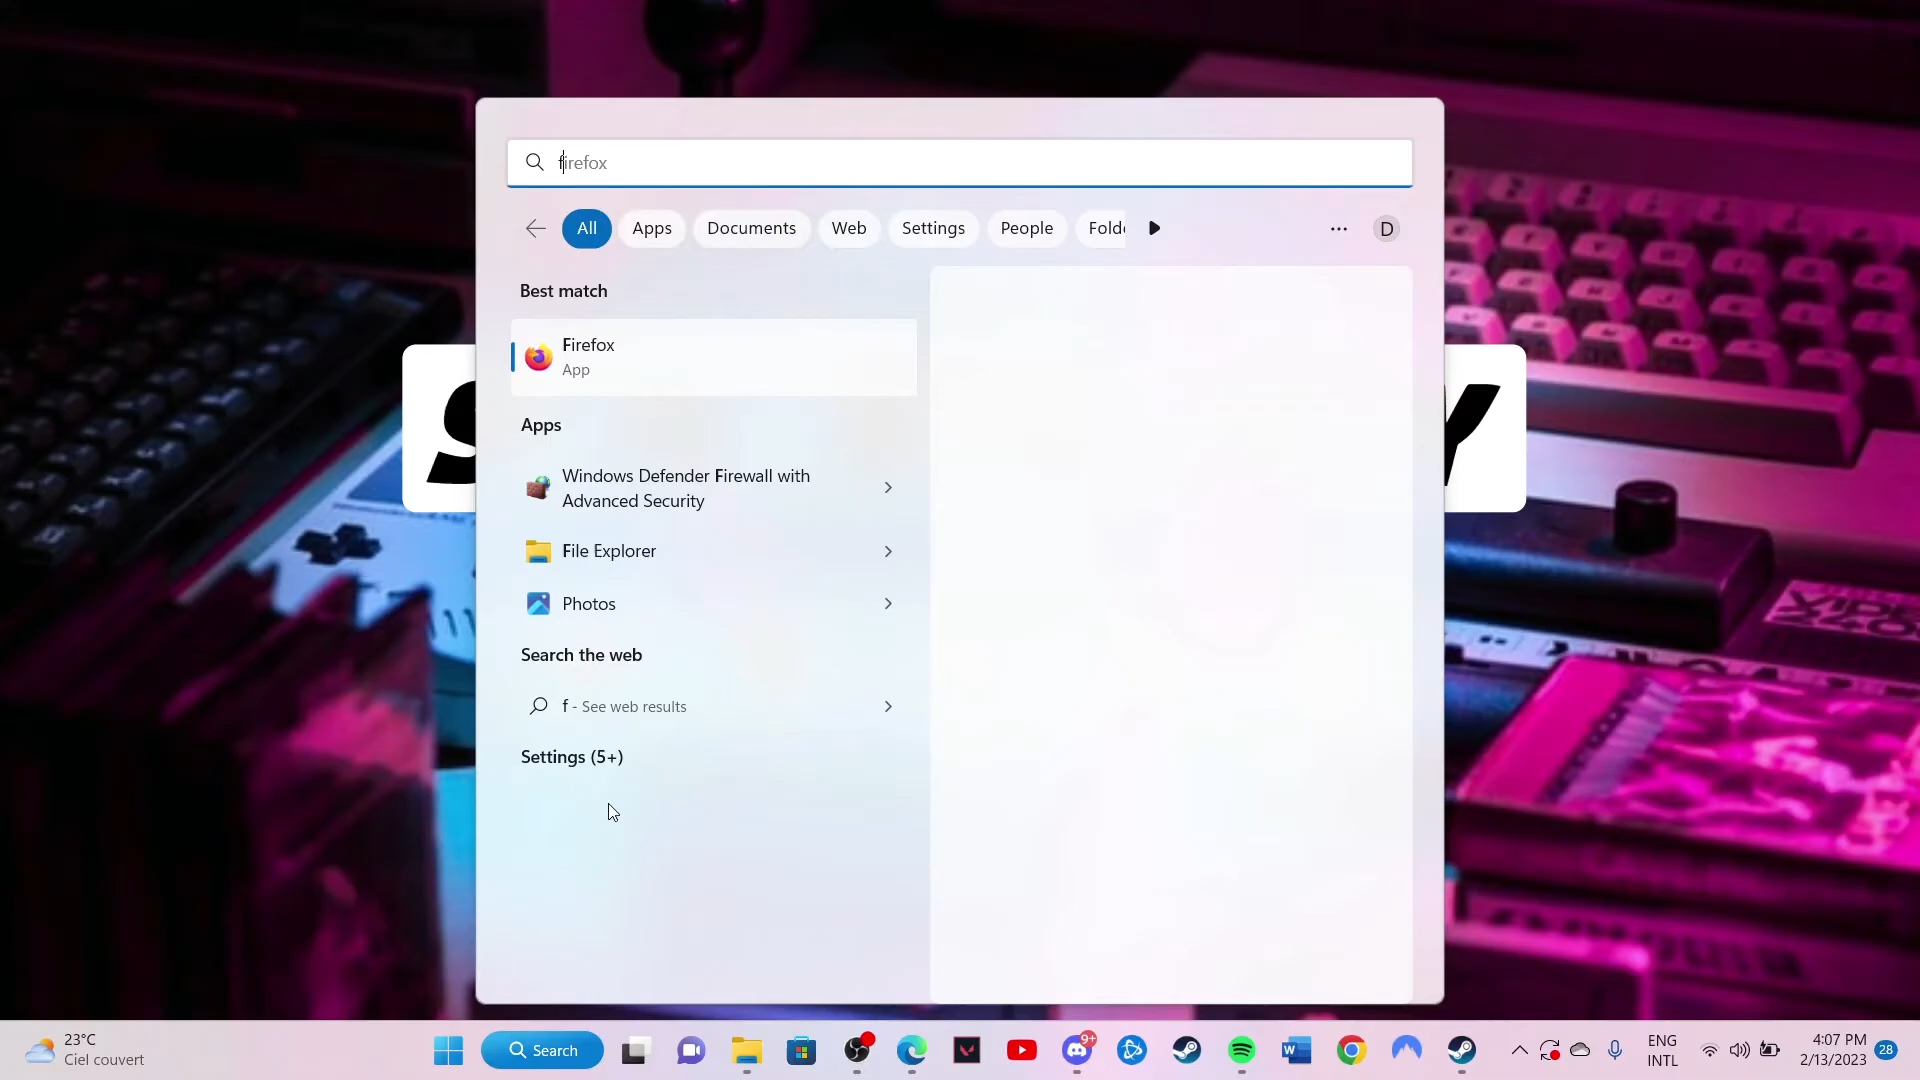 firefox
All Apps Documents Web Settings People Folde
D
Best match
Firefox
App
Apps
Windows Defender Firewall with
Advanced Security
File Explorer
Photos
Search the web
f - See web results
Settings (5+)
S
Y
23°C
Ciel couvert
Search
9+
ENG
INTL
4:07 PM
2/13/2023
28